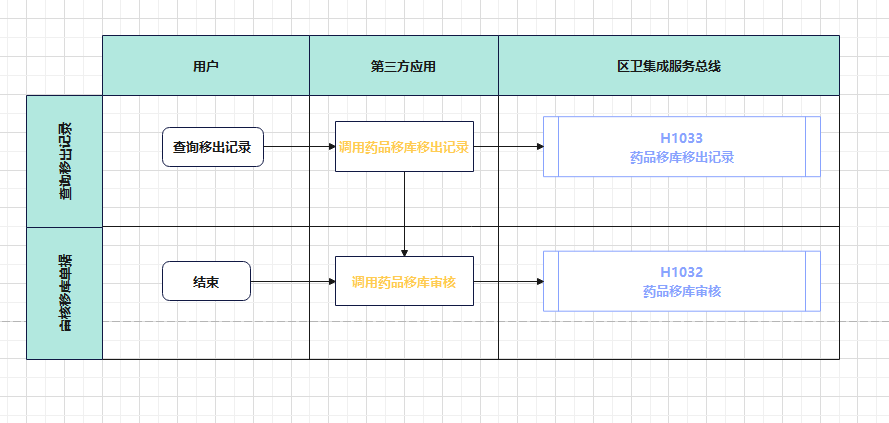 用户
第三方应用
区卫集成服务总线
查询移出记录
查询移出记录
调用药品移库移出记录
H1033
药品移库移出记录
审核移库单据
结束
调用药品移库审核
H1032
药品移库审核